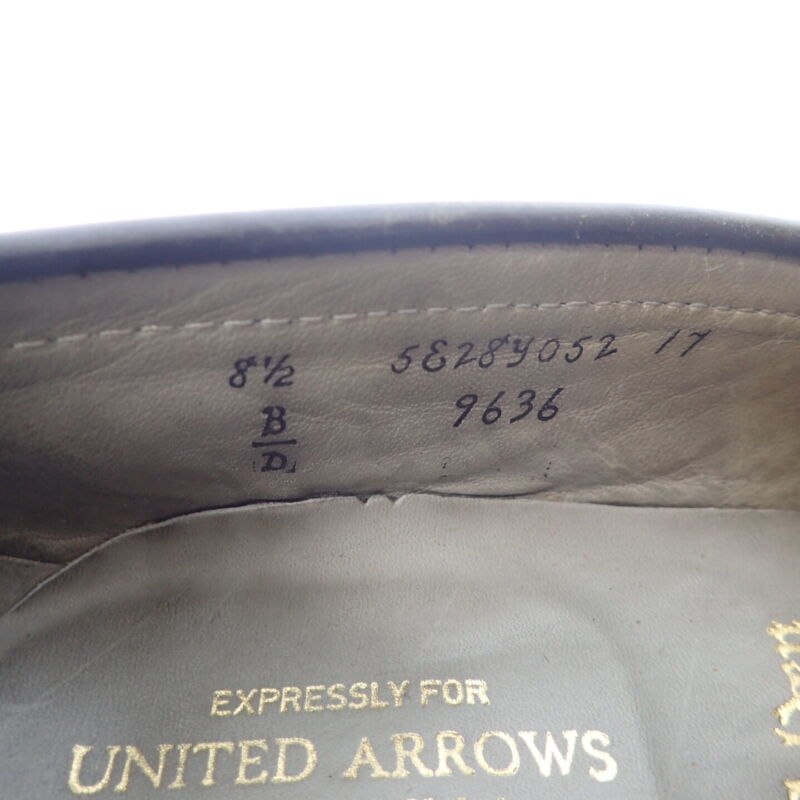 8½ 5E28Y052 17
B 9636
D
EXPRESSLY FOR
UNITED ARROWS